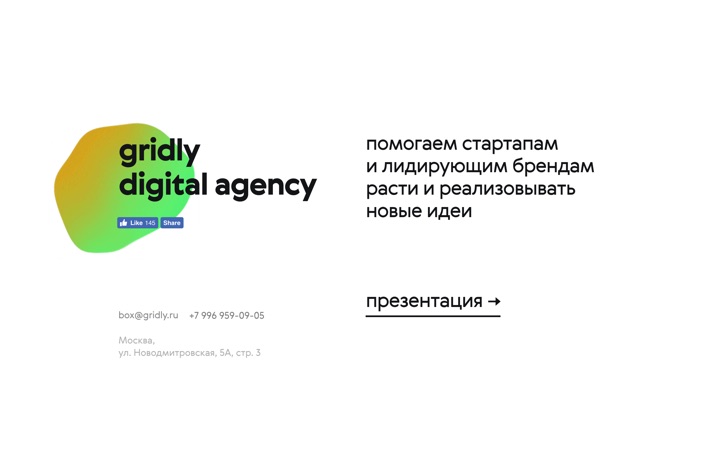 gridly
digital agency
Like 145 Share
помогаем стартапам
и лидирующим брендам
расти и реализовывать
новые идеи
презентация →
box@gridly.ru +7 996 959-09-05
Москва,
ул. Новодмитровская, 5А, стр. 3